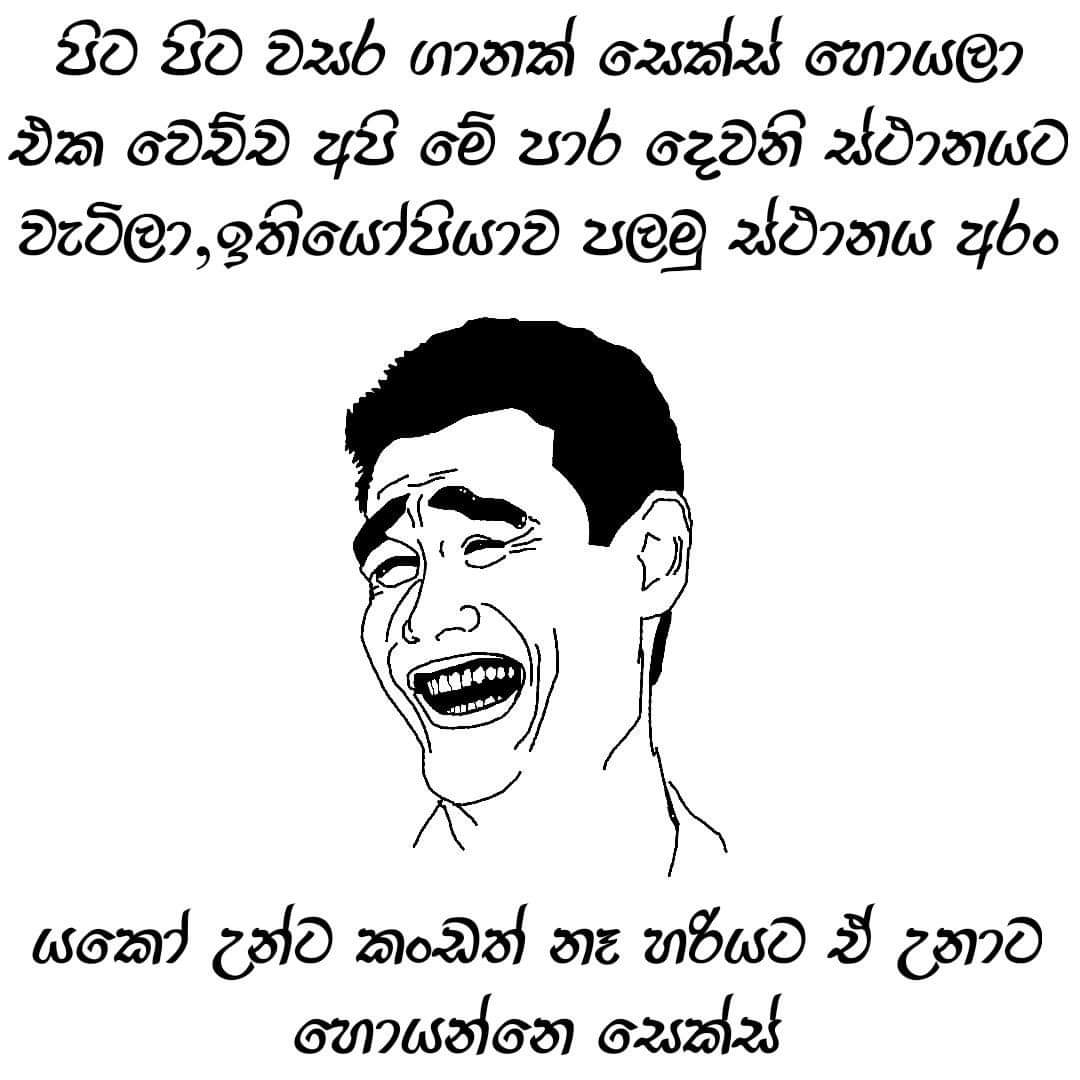 පිට පිට වසර ගානක් සෙක්ස් හොයලා
එක වෙච්ච අපි මේ පාර දෙවනි ස්ථානයට
වැටිලා,ඉතියෝපියාව පලමු ස්ථානය අරං
යකෝ උන්ට කංඩත් නෑ හරියට ඒ උනාට
හොයන්නෙ සෙක්ස්